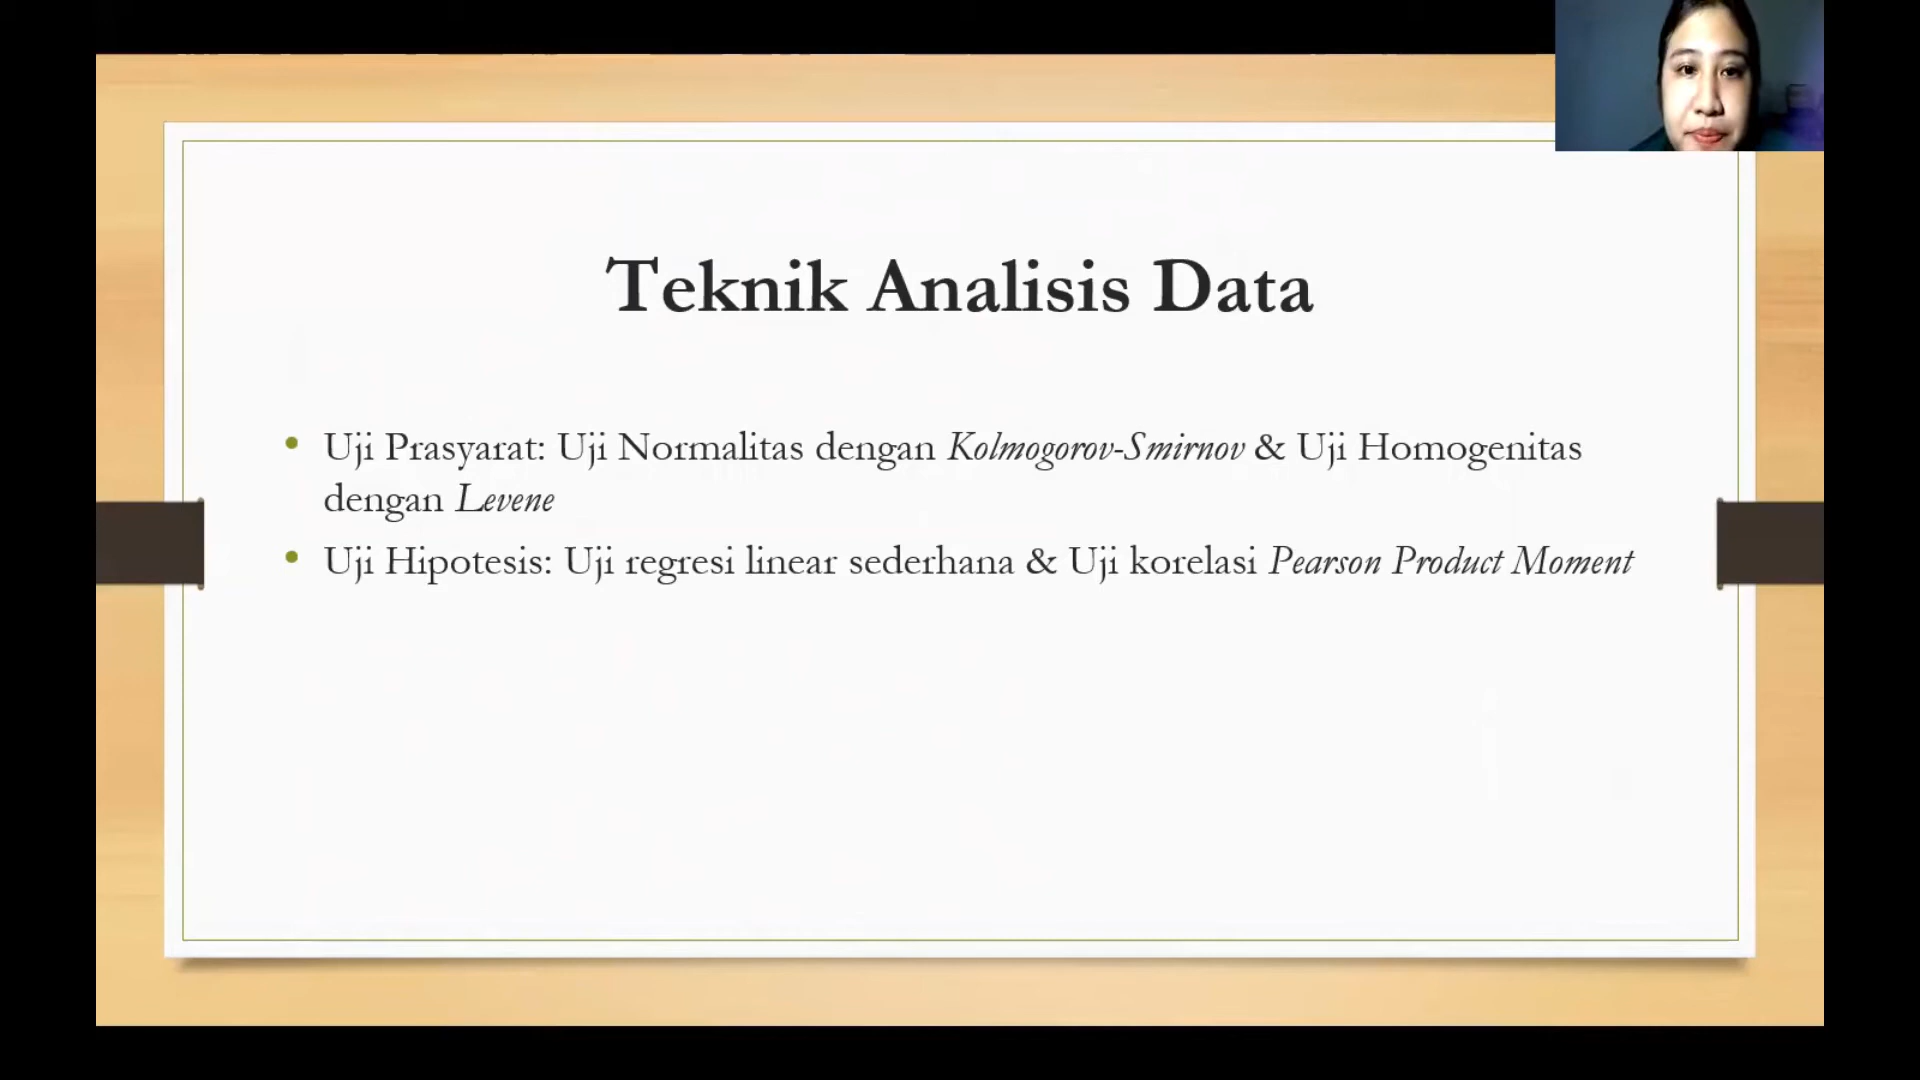 Teknik Analisis Data
• Uji Prasyarat: Uji Normalitas dengan Kolmogorov-Smirnov & Uji Homogenitas
dengan Levene
• Uji Hipotesis: Uji regresi linear sederhana & Uji korelasi Pearson Product Moment